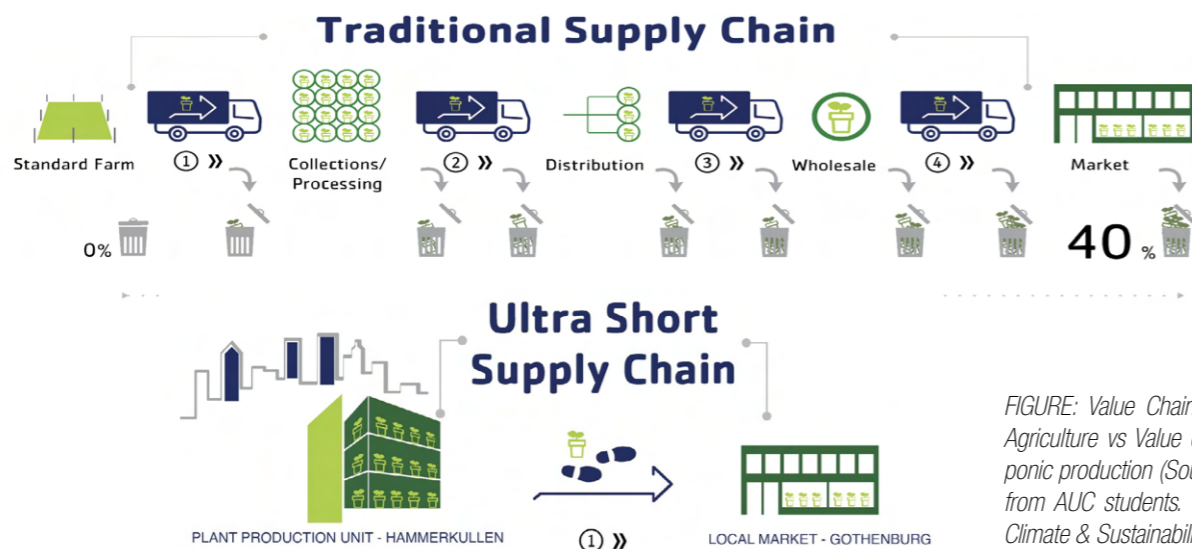 Traditional Supply Chain
Standard Farm
① »
Collections/
Processing
② »
Distribution
③ »
Wholesale
④ »
Market
0%
40 %
Ultra Short
Supply Chain
PLANT PRODUCTION UNIT - HAMMERKULLEN
① »
LOCAL MARKET - GOTHENBURG
FIGURE: Value Chain
Agriculture vs Value
ponic production (Sou
from AUC students.
Climate & Sustainabil